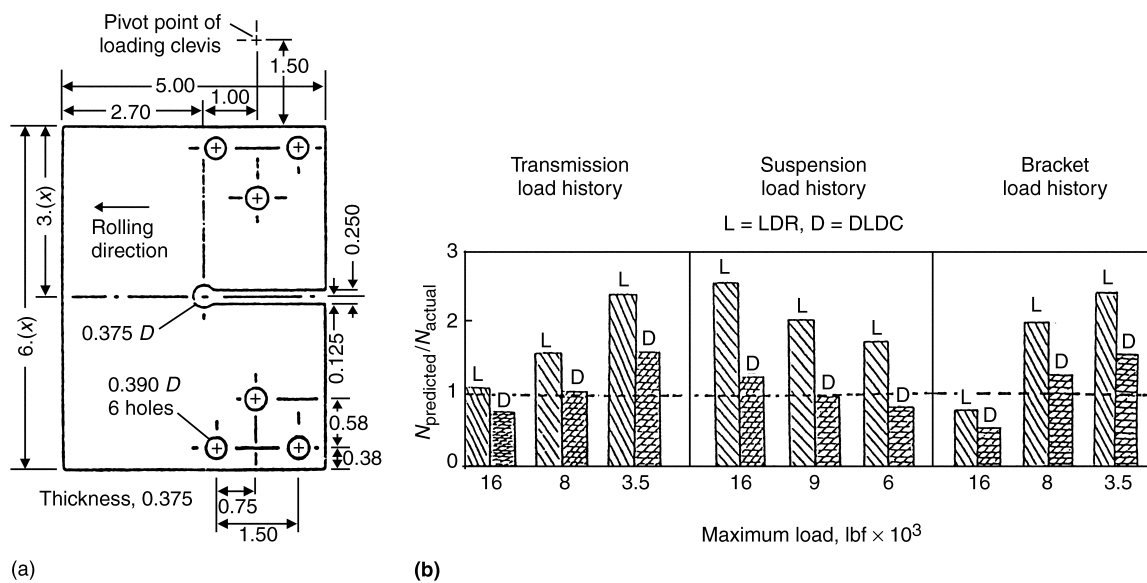 Pivot point of
loading clevis
1.50
5.00
1.00
2.70
3.(x)
Rolling
direction
0.250
6.(x)
0.375 D
0.125
0.390 D
6 holes
0.58
0.38
Thickness, 0.375
0.75
1.50
(a)
Transmission
load history
Suspension
load history
Bracket
load history
L = LDR, D = DLDC
Npredicted/Nactual
3
2
1
0
L
D
L
D
L
D
L
D
L
D
L
D
L
D
L
D
L
D
16
8
3.5
16
9
6
16
8
3.5
Maximum load, lbf × 10³
(b)